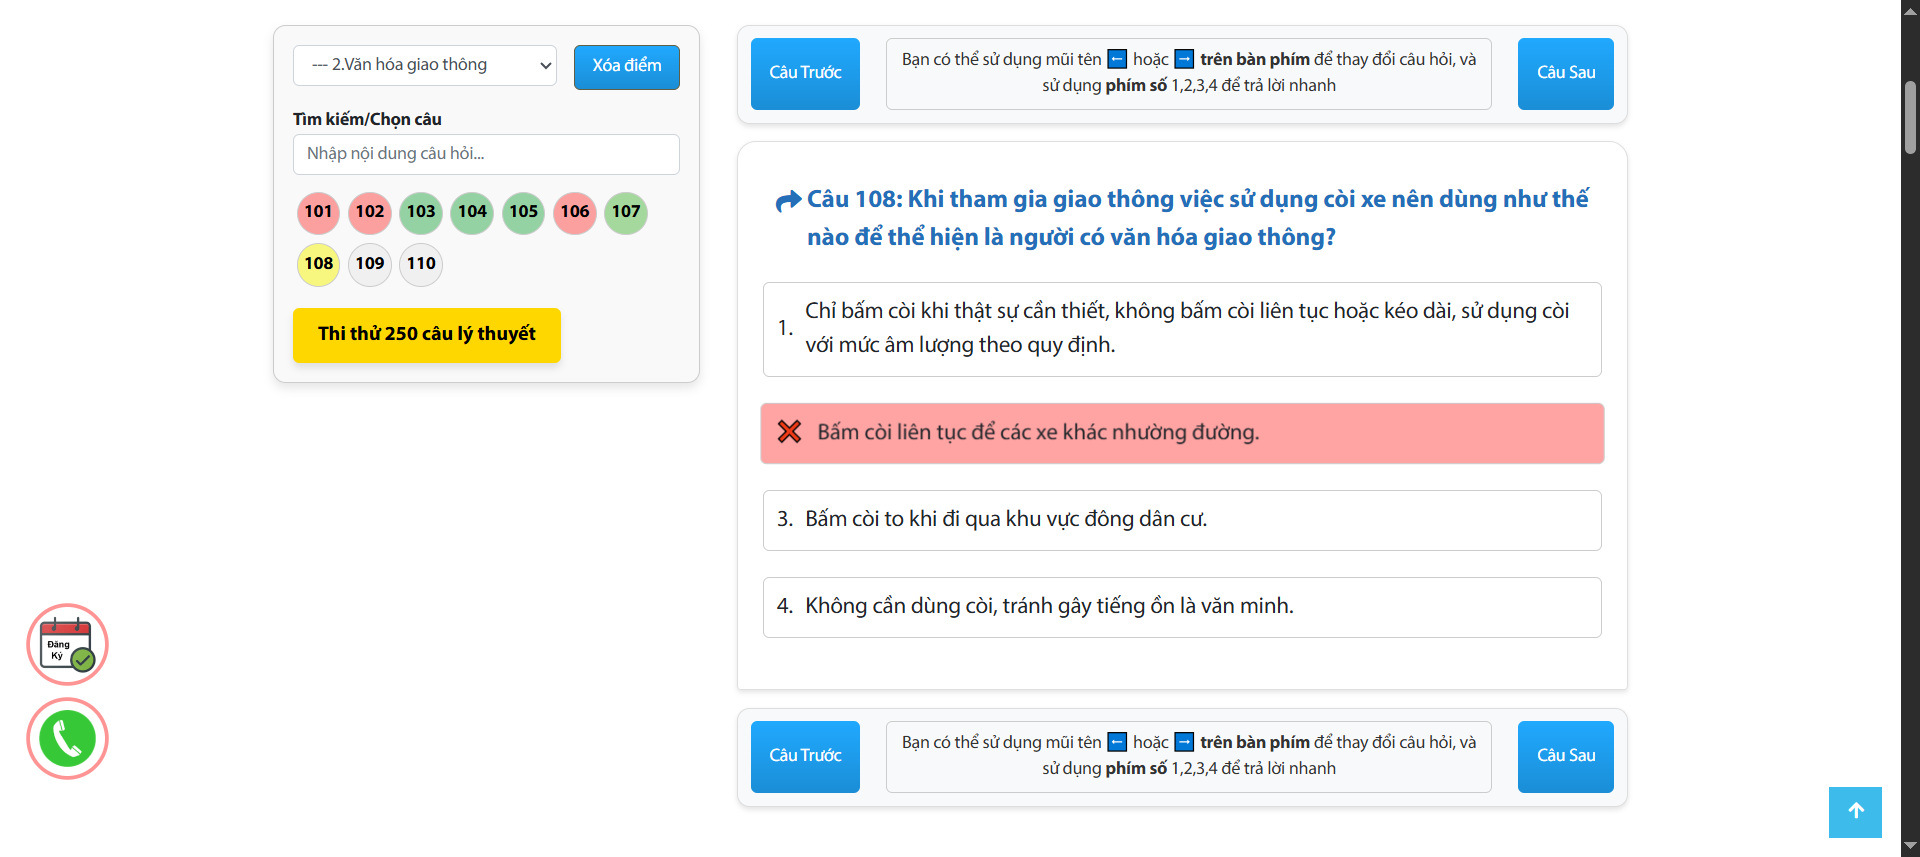 --- 2.Văn hóa giao thông
Xóa điểm
Tìm kiếm/Chọn câu
Nhập nội dung câu hỏi...
101 102 103 104 105 106 107
108 109 110
Thi thử 250 câu lý thuyết
Đăng
Ký
Câu Trước
Bạn có thể sử dụng mũi tên ← hoặc → trên bàn phím để thay đổi câu hỏi, và
sử dụng phím số 1,2,3,4 để trả lời nhanh
Câu Sau
Câu 108: Khi tham gia giao thông việc sử dụng còi xe nên dùng như thế
nào để thể hiện là người có văn hóa giao thông?
1. Chỉ bấm còi khi thật sự cần thiết, không bấm còi liên tục hoặc kéo dài, sử dụng còi
với mức âm lượng theo quy định.
Bấm còi liên tục để các xe khác nhường đường.
3. Bấm còi to khi đi qua khu vực đông dân cư.
4. Không cần dùng còi, tránh gây tiếng ồn là văn minh.
Câu Trước
Bạn có thể sử dụng mũi tên ← hoặc → trên bàn phím để thay đổi câu hỏi, và
sử dụng phím số 1,2,3,4 để trả lời nhanh
Câu Sau